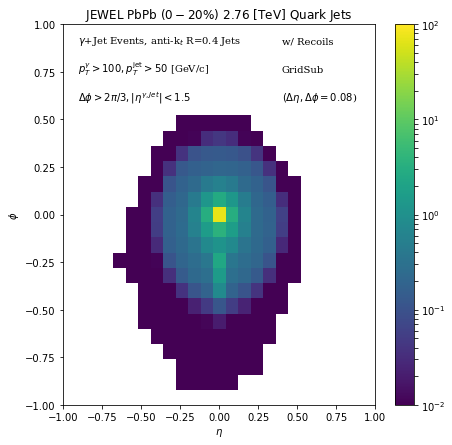 JEWEL PbPb (0 − 20%) 2.76 [TeV] Quark Jets
γ+Jet Events, anti-kₜ R=0.4 Jets w/ Recoils
p_T^γ > 100, p_T^jet > 50 [GeV/c] GridSub
Δϕ > 2π/3, |η^{γ,Jet}| < 1.5 (Δη, Δϕ = 0.08)
1.00
0.75
0.50
0.25
0.00
−0.25
−0.50
−0.75
−1.00
ϕ
−1.00 −0.75 −0.50 −0.25 0.00 0.25 0.50 0.75 1.00
η
10²
10¹
10⁰
10⁻¹
10⁻²